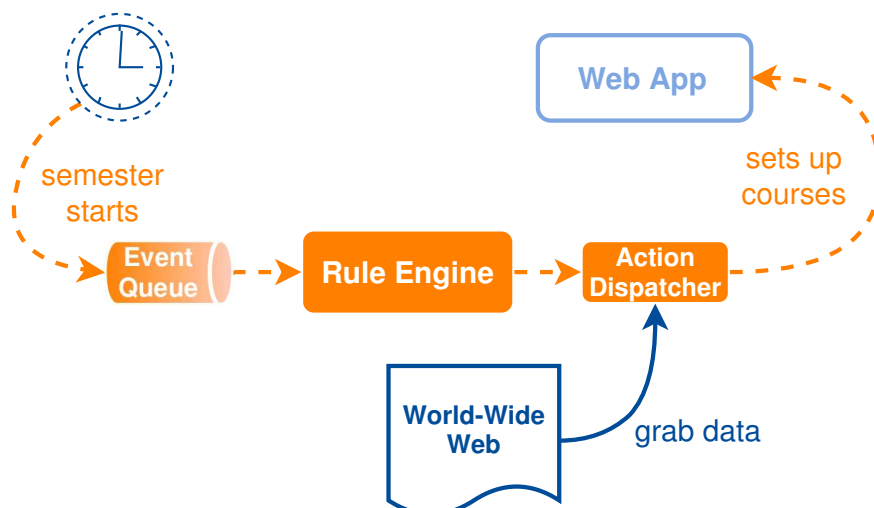 Web App
semester
starts
sets up
courses
Event
Queue
Rule Engine
Action
Dispatcher
World-Wide
Web
grab data